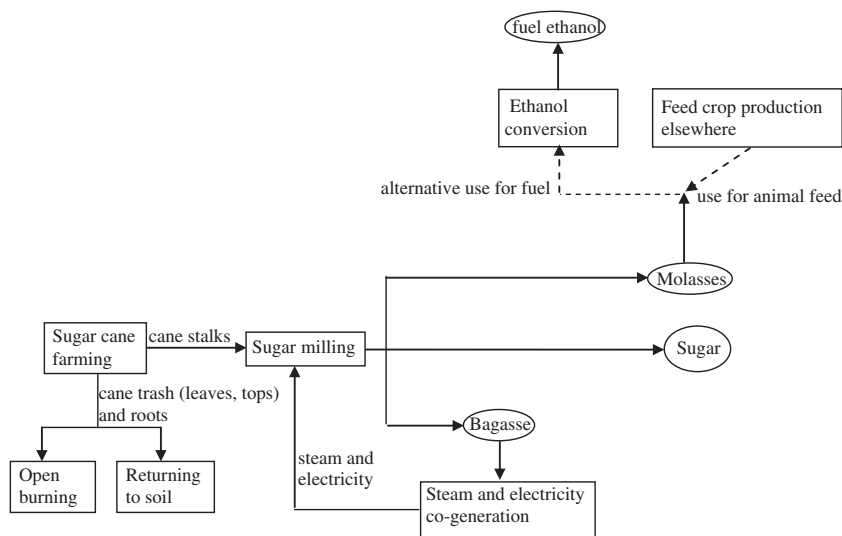 fuel ethanol
Ethanol
conversion
Feed crop production
elsewhere
alternative use for fuel
use for animal feed
Molasses
Sugar cane
farming
cane stalks
Sugar milling
Sugar
cane trash (leaves, tops)
and roots
Bagasse
Open
burning
Returning
to soil
steam and
electricity
Steam and electricity
co-generation